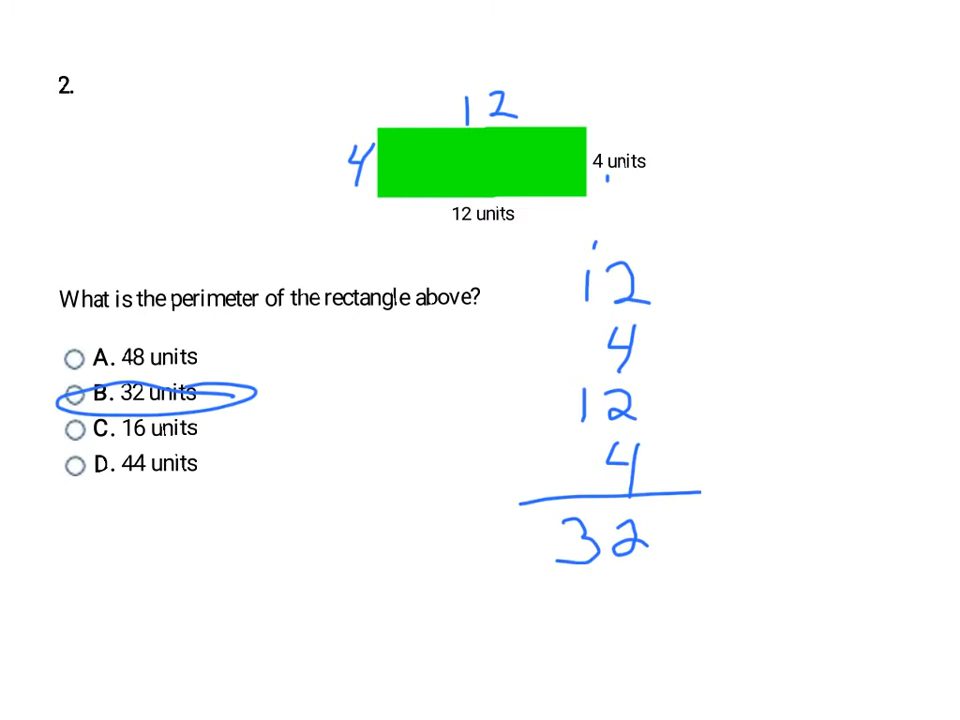 2.
12
4
4 units
12 units
What is the perimeter of the rectangle above?
A. 48 units
B. 32 units
C. 16 units
D. 44 units
1
12
4
12
4
32